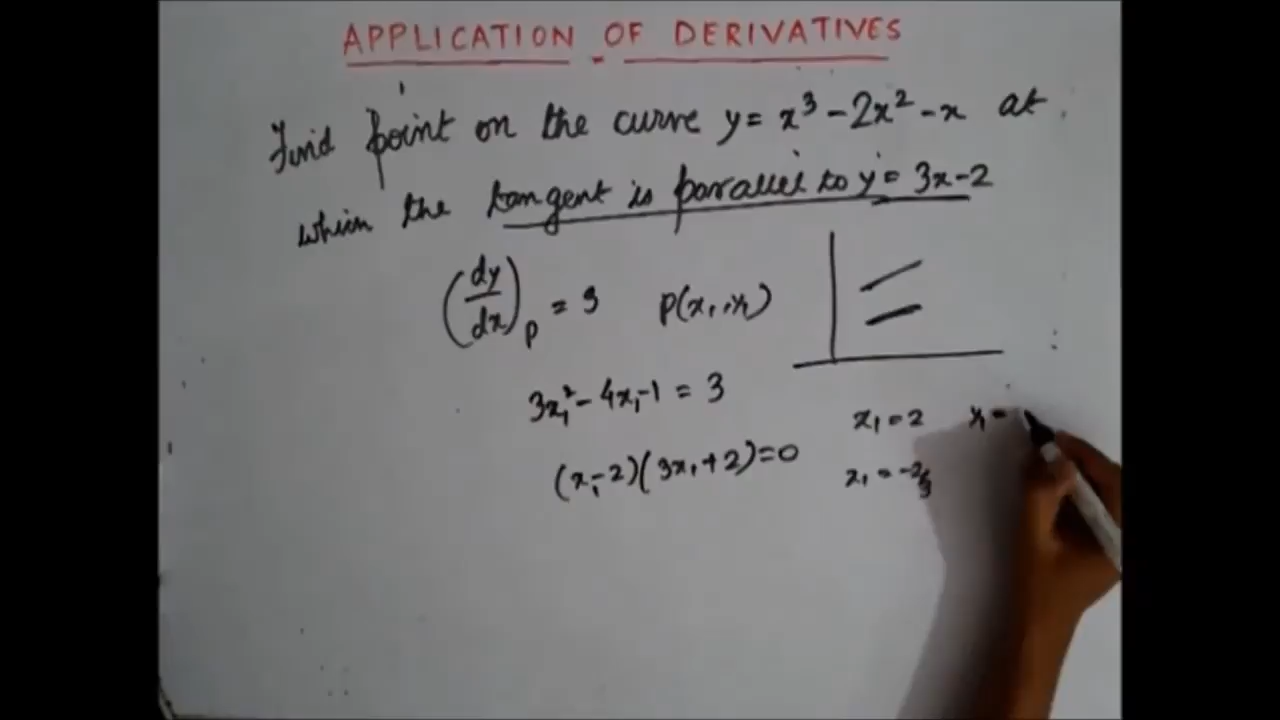 APPLICATION OF DERIVATIVES
Find point on the curve y = x³ - 2x² - x at
which the tangent is parallel to y = 3x - 2
(dy/dx)_P = 3 P(x₁, y₁)
3x₁² - 4x₁ - 1 = 3
x₁ = 2 y₁ =
(x₁ - 2)(3x₁ + 2) = 0
x₁ = -2/3